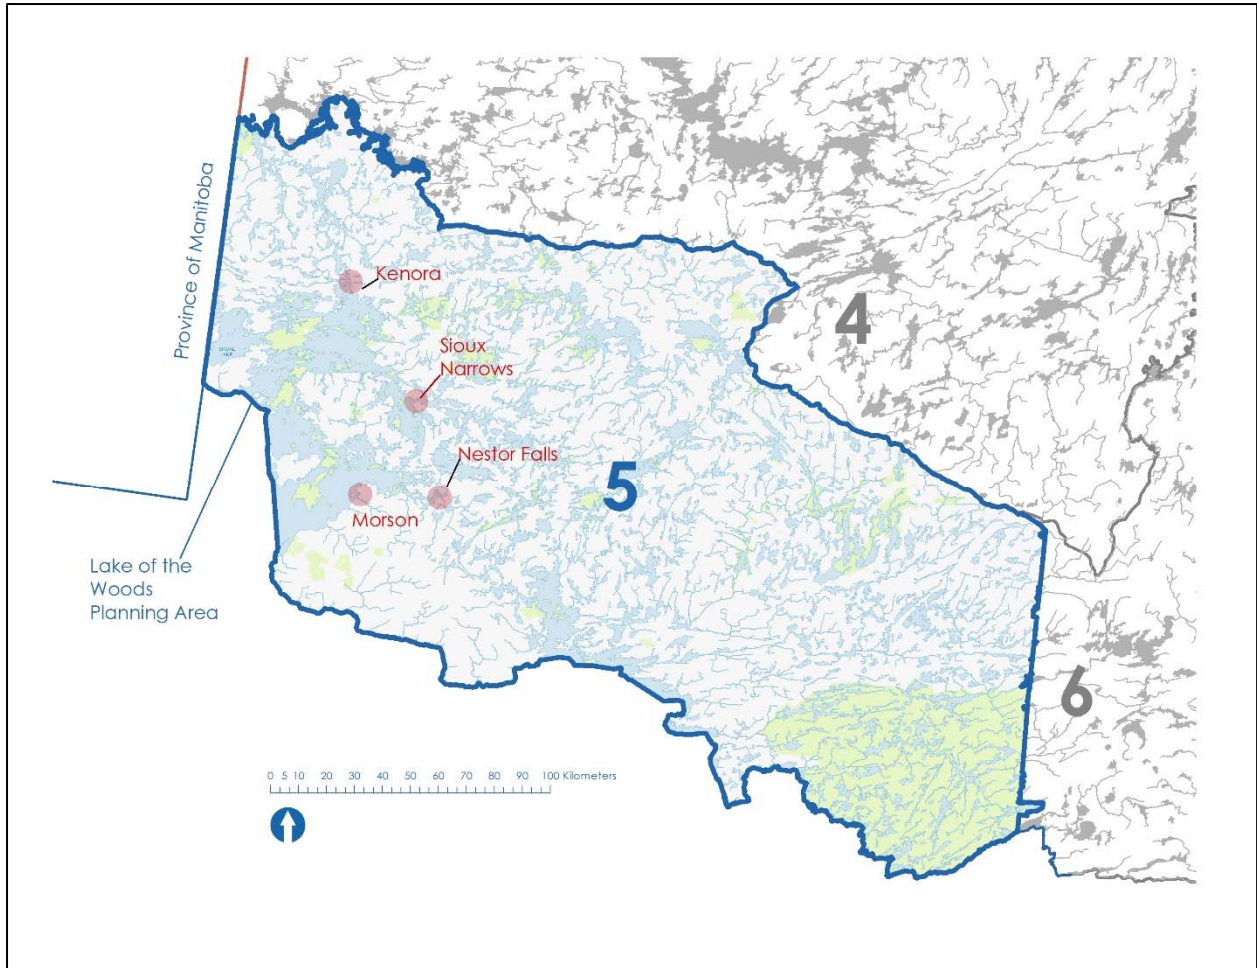 Province of Manitoba
Kenora
4
Sioux
Narrows
Nestor Falls
5
Morson
Lake of the
Woods
Planning Area
6
0 5 10 20 30 40 50 60 70 80 90 100 Kilometers